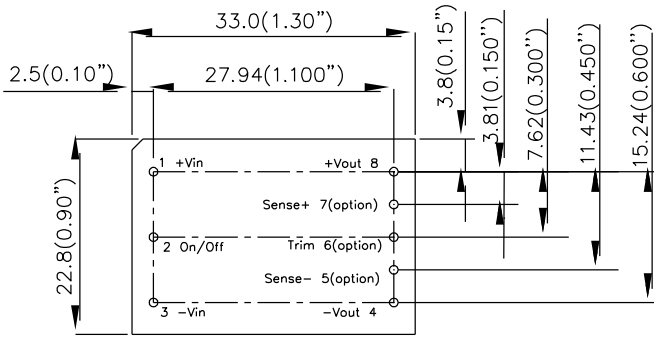 33.0(1.30”)
2.5(0.10”)
27.94(1.100”)
3.8(0.15”)
3.81(0.150”)
7.62(0.300”)
11.43(0.450”)
15.24(0.600”)
22.8(0.90”)
1 +Vin
+Vout 8
Sense+ 7(option)
2 On/Off
Trim 6(option)
Sense- 5(option)
3 -Vin
-Vout 4